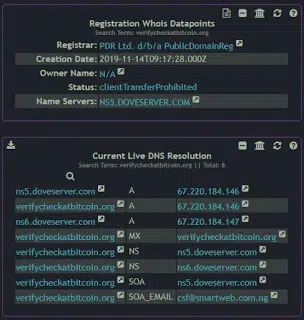 Registration Whois Datapoints
Search Term: verifycheckatbitcoin.org
Registrar: PDR Ltd. d/b/a PublicDomainReg
Creation Date: 2019-11-14T09:17:28.000Z
Owner Name: N/A
Status: clientTransferProhibited
Name Servers: NS5.DOVESERVER.COM
Current Live DNS Resolution
Search Term: verifycheckatbitcoin.org || Total: 8
ns5.doveserver.com A 67.220.184.146
verifycheckatbitcoin.org A 67.220.184.146
ns6.doveserver.com A 67.220.184.147
verifycheckatbitcoin.org MX verifycheckatbitcoin.org
verifycheckatbitcoin.org NS ns5.doveserver.com
verifycheckatbitcoin.org NS ns6.doveserver.com
verifycheckatbitcoin.org SOA ns5.doveserver.com
verifycheckatbitcoin.org SOA_EMAIL csf@smartweb.com.ng